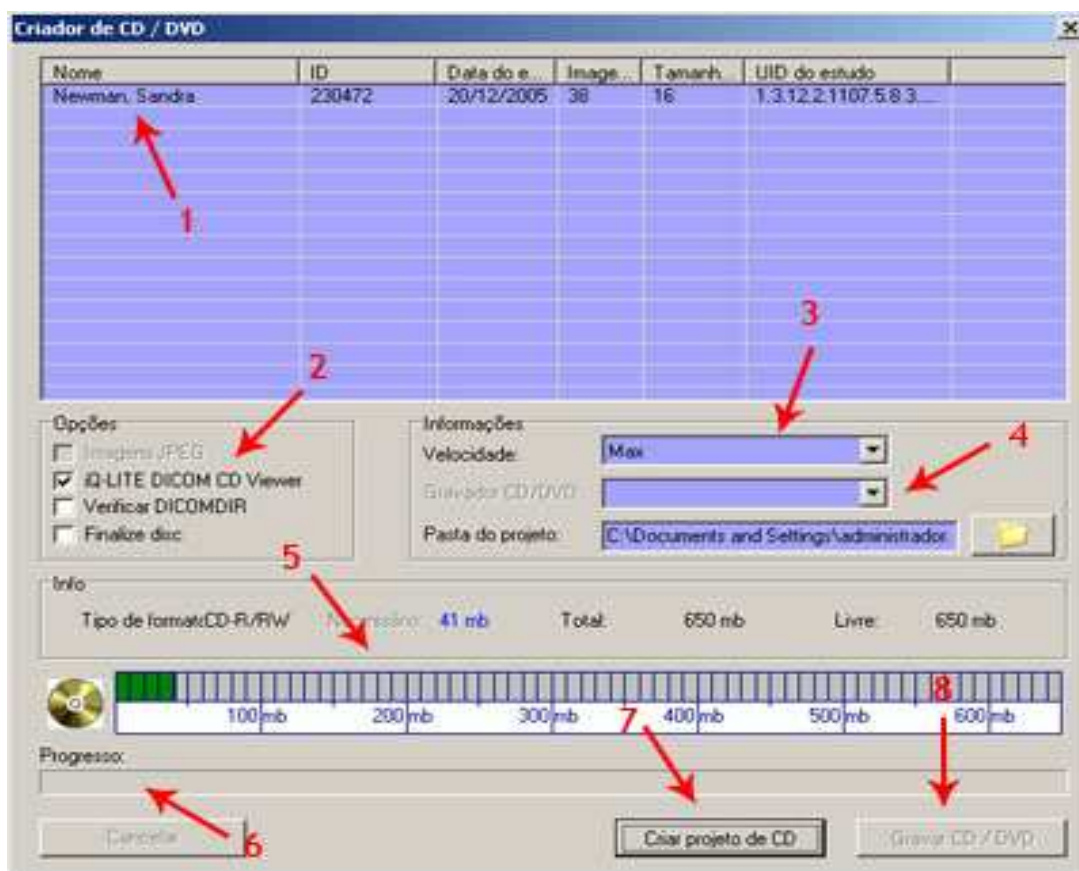 Criador de CD / DVD
Nome ID Data do e... Image... Tamanh... UID do estudo
Newman, Sandra 230472 20/12/2005 38 16 1.3.12.2.1107.5.8.3....
1
3
2
Opções Informações
4
Imagens JPEG Velocidade: Max
iQ-LITE DICOM CD Viewer Gravador CD/DVD:
Verificar DICOMDIR
Finalize disc Pasta do projeto: C:\Documents and Settings\administrador.
5
Info
Tipo de format:CD-R/RW 41 mb Total: 650 mb Livre: 650 mb
8
100 mb 200 mb 300 mb 400 mb 500 mb 600 mb
7
Progresso:
6
Cancelar Criar projeto de CD Gravar CD / DVD